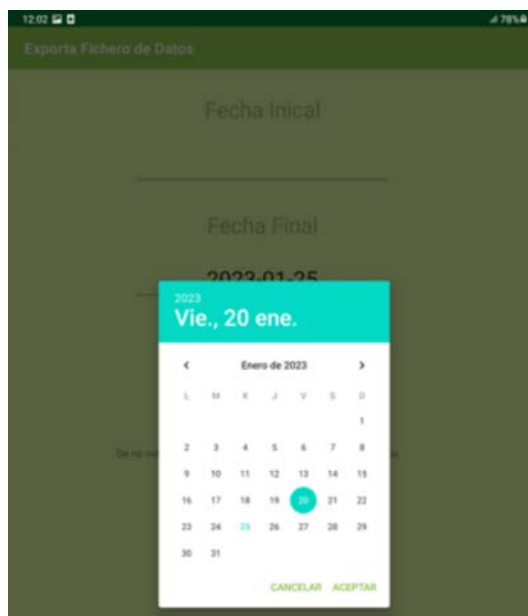 12:02 78%
Exporta Fichero de Datos
Fecha Inical
Fecha Final
2023-01-25
2023
Vie., 20 ene.
Enero de 2023
L M X J V S D
1
2 3 4 5 6 7 8
9 10 11 12 13 14 15
16 17 18 19 20 21 22
23 24 25 26 27 28 29
30 31
De no
CANCELAR ACEPTAR